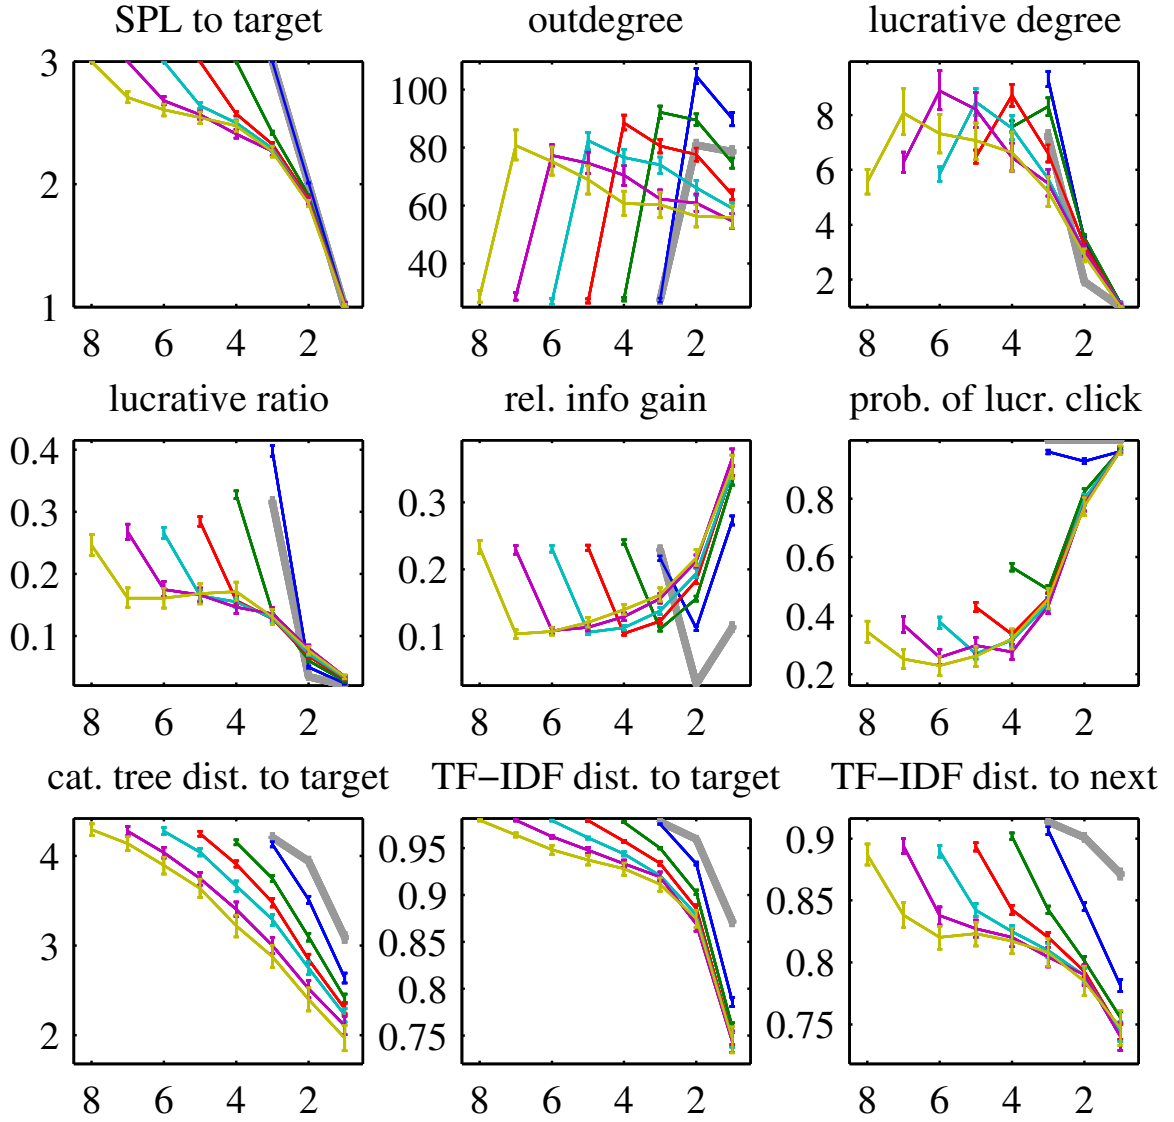 SPL to target
outdegree
lucrative degree
3
2
1
8 6 4 2
100
80
60
40
8 6 4 2
8
6
4
2
8 6 4 2
lucrative ratio
rel. info gain
prob. of lucr. click
0.4
0.3
0.2
0.1
8 6 4 2
0.3
0.2
0.1
8 6 4 2
0.8
0.6
0.4
0.2
8 6 4 2
cat. tree dist. to target
TF−IDF dist. to target
TF−IDF dist. to next
4
3
2
8 6 4 2
0.95
0.9
0.85
0.8
0.75
8 6 4 2
0.9
0.85
0.8
0.75
8 6 4 2